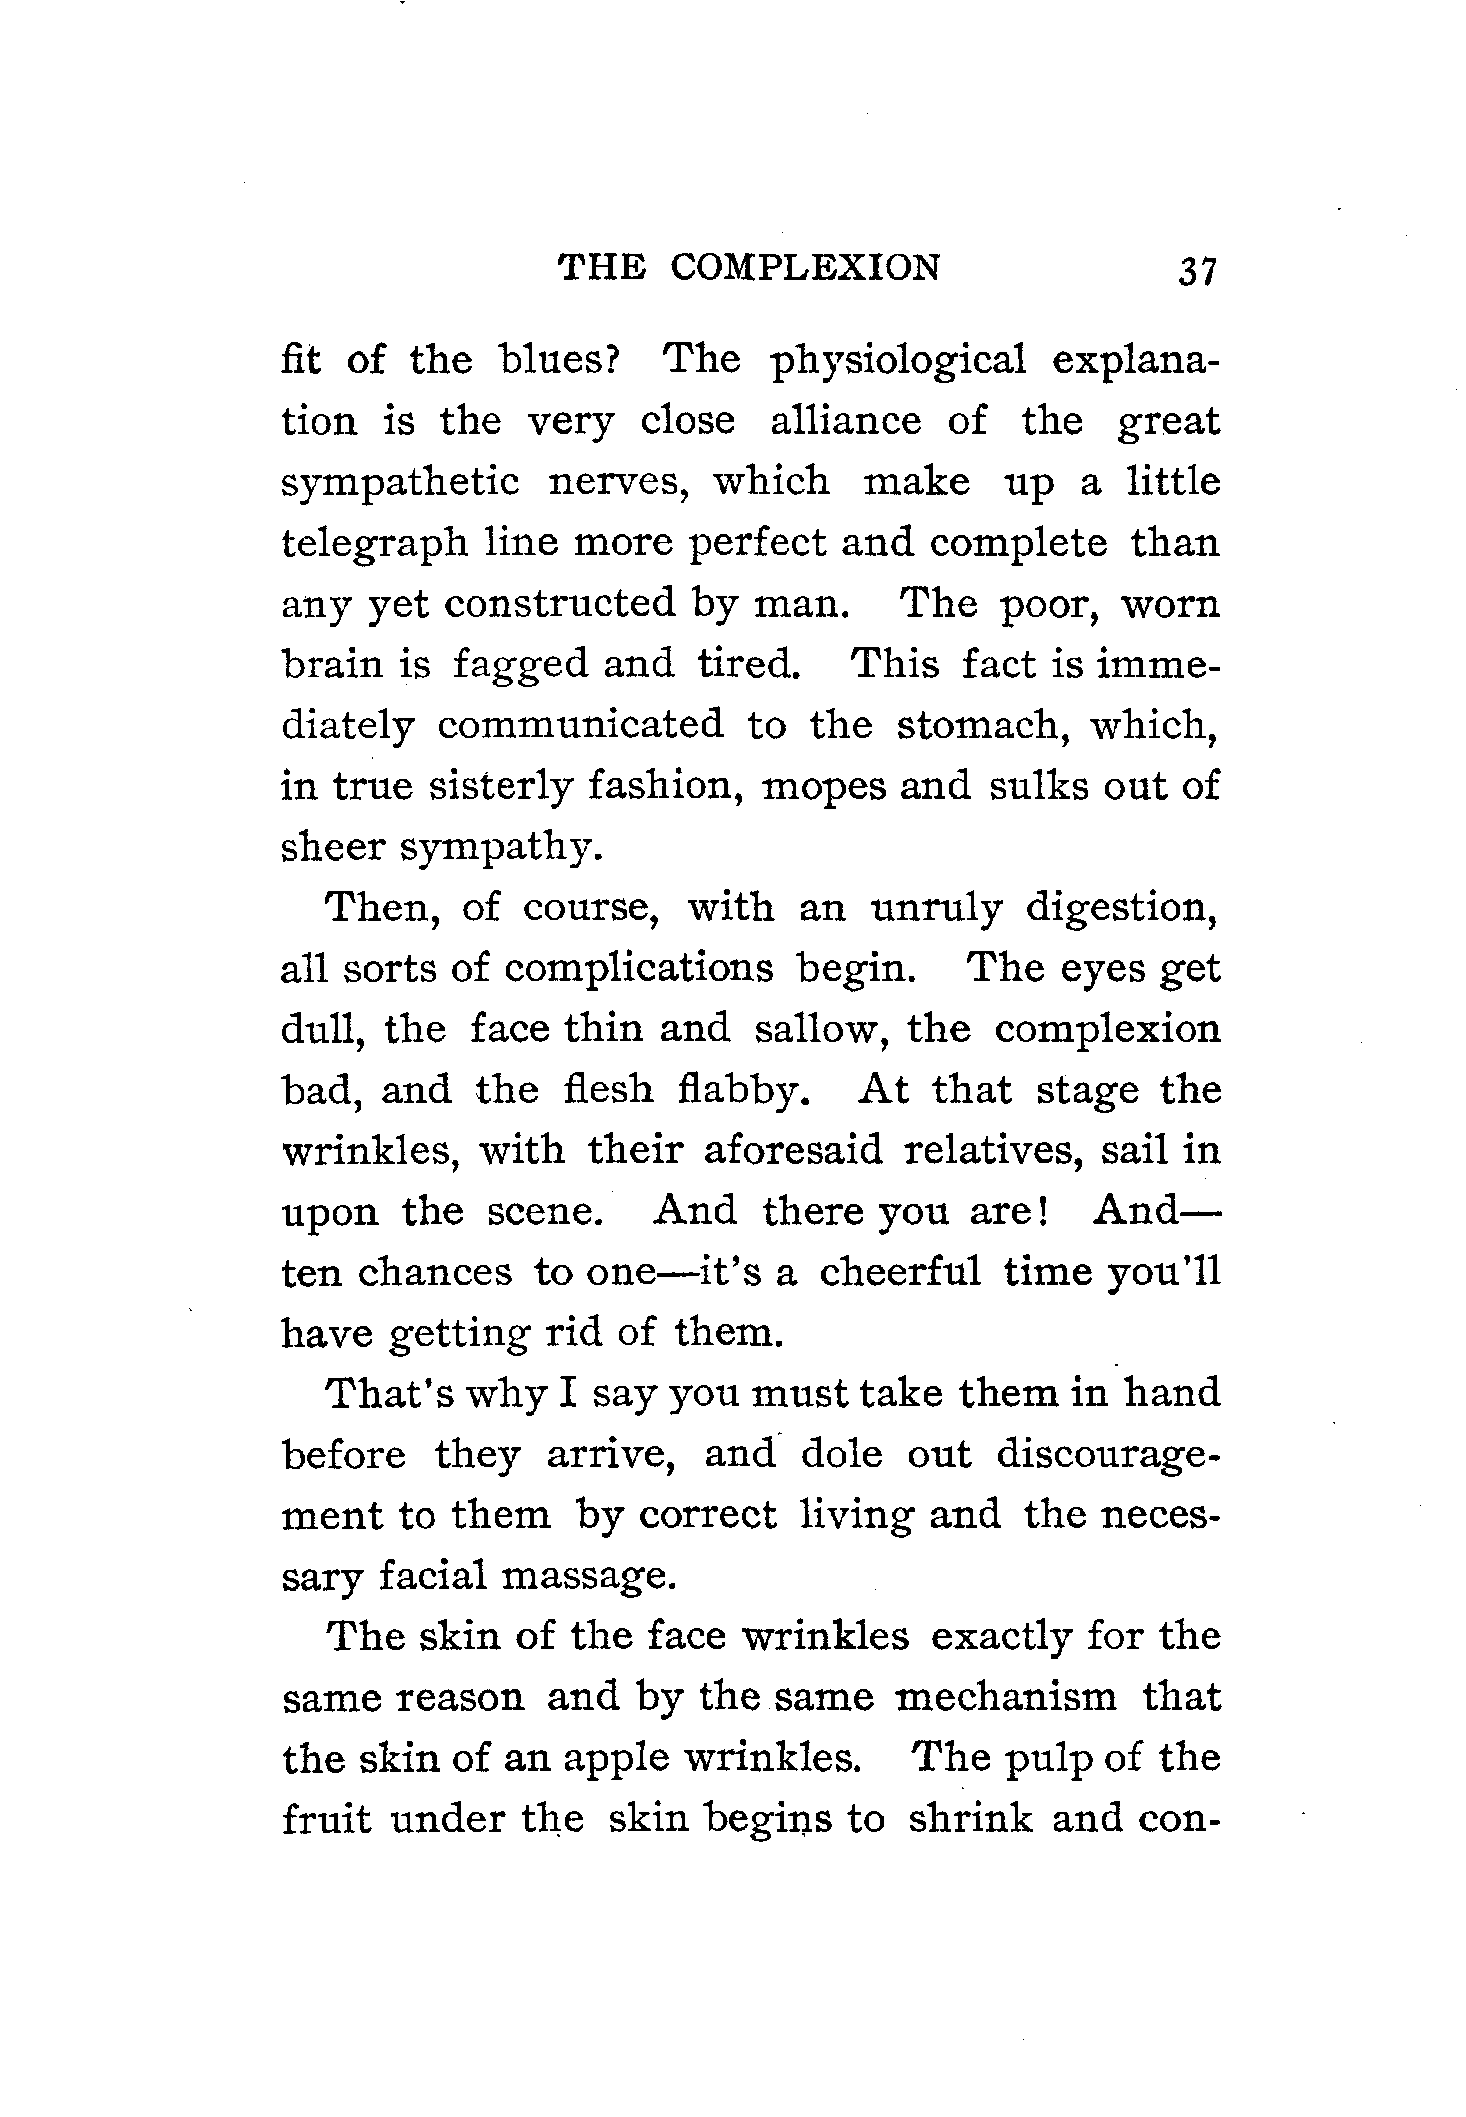 THE COMPLEXION 37
fit of the blues? The physiological explana-
tion is the very close alliance of the great
sympathetic nerves, which make up a little
telegraph line more perfect and complete than
any yet constructed by man. The poor, worn
brain is fagged and tired. This fact is imme-
diately communicated to the stomach, which,
in true sisterly fashion, mopes and sulks out of
sheer sympathy.
Then, of course, with an unruly digestion,
all sorts of complications begin. The eyes get
dull, the face thin and sallow, the complexion
bad, and the flesh flabby. At that stage the
wrinkles, with their aforesaid relatives, sail in
upon the scene. And there you are! And—
ten chances to one—it's a cheerful time you'll
have getting rid of them.
That's why I say you must take them in hand
before they arrive, and dole out discourage-
ment to them by correct living and the neces-
sary facial massage.
The skin of the face wrinkles exactly for the
same reason and by the same mechanism that
the skin of an apple wrinkles. The pulp of the
fruit under the skin begins to shrink and con-